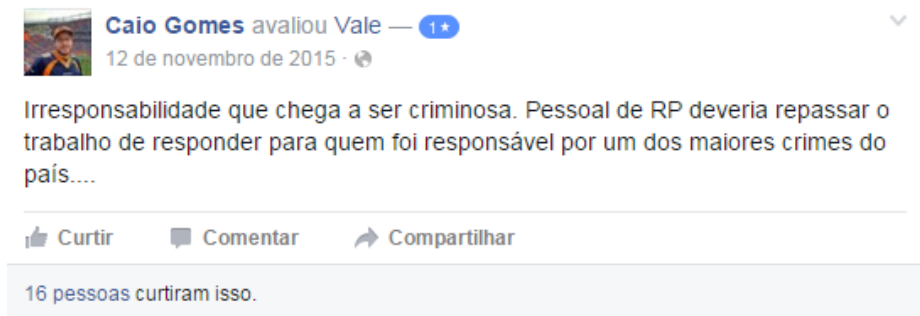 Caio Gomes avaliou Vale — 1★
12 de novembro de 2015 ·
Irresponsabilidade que chega a ser criminosa. Pessoal de RP deveria repassar o
trabalho de responder para quem foi responsável por um dos maiores crimes do
país....
Curtir Comentar Compartilhar
16 pessoas curtiram isso.